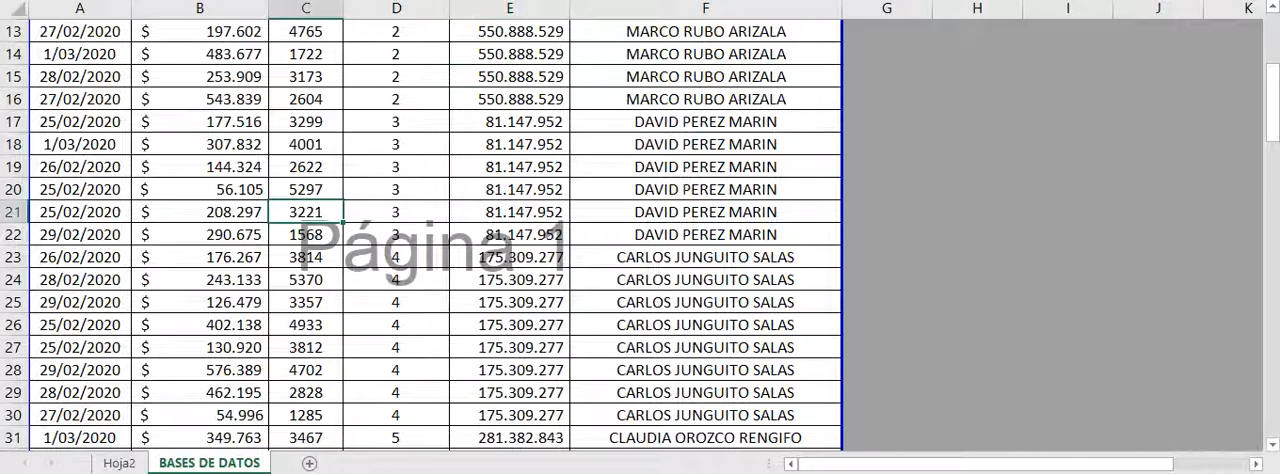 A B C D E F G H I J K
13 27/02/2020 $ 197.602 4765 2 550.888.529 MARCO RUBO ARIZALA
14 1/03/2020 $ 483.677 1722 2 550.888.529 MARCO RUBO ARIZALA
15 28/02/2020 $ 253.909 3173 2 550.888.529 MARCO RUBO ARIZALA
16 27/02/2020 $ 543.839 2604 2 550.888.529 MARCO RUBO ARIZALA
17 25/02/2020 $ 177.516 3299 3 81.147.952 DAVID PEREZ MARIN
18 1/03/2020 $ 307.832 4001 3 81.147.952 DAVID PEREZ MARIN
19 26/02/2020 $ 144.324 2622 3 81.147.952 DAVID PEREZ MARIN
20 25/02/2020 $ 56.105 5297 3 81.147.952 DAVID PEREZ MARIN
21 25/02/2020 $ 208.297 3221 3 81.147.952 DAVID PEREZ MARIN
22 29/02/2020 $ 290.675 1568 3 81.147.952 DAVID PEREZ MARIN
Página 1
23 26/02/2020 $ 176.267 3814 4 175.309.277 CARLOS JUNGUITO SALAS
24 28/02/2020 $ 243.133 5370 4 175.309.277 CARLOS JUNGUITO SALAS
25 29/02/2020 $ 126.479 3357 4 175.309.277 CARLOS JUNGUITO SALAS
26 25/02/2020 $ 402.138 4933 4 175.309.277 CARLOS JUNGUITO SALAS
27 25/02/2020 $ 130.920 3812 4 175.309.277 CARLOS JUNGUITO SALAS
28 29/02/2020 $ 576.389 4702 4 175.309.277 CARLOS JUNGUITO SALAS
29 28/02/2020 $ 462.195 2828 4 175.309.277 CARLOS JUNGUITO SALAS
30 27/02/2020 $ 54.996 1285 4 175.309.277 CARLOS JUNGUITO SALAS
31 1/03/2020 $ 349.763 3467 5 281.382.843 CLAUDIA OROZCO RENGIFO
Hoja2 BASES DE DATOS